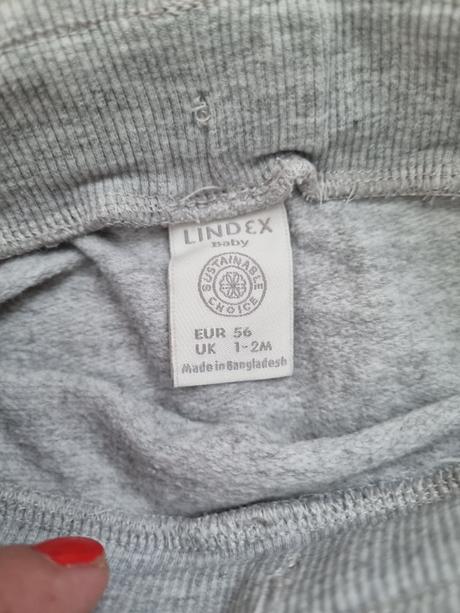 LINDEX
Baby
SUSTAINABLE
CHOICE
EUR 56
UK 1-2M
Made in Bangladesh